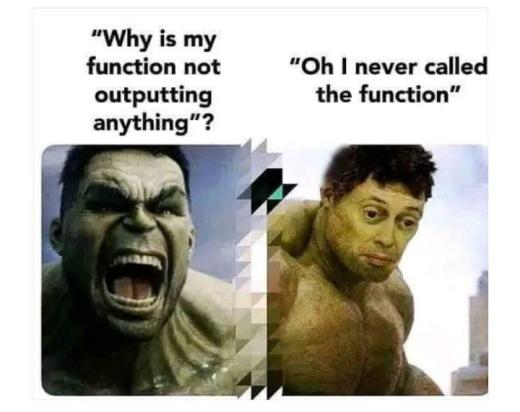 "Why is my
function not
outputting
anything"?
"Oh I never called
the function"